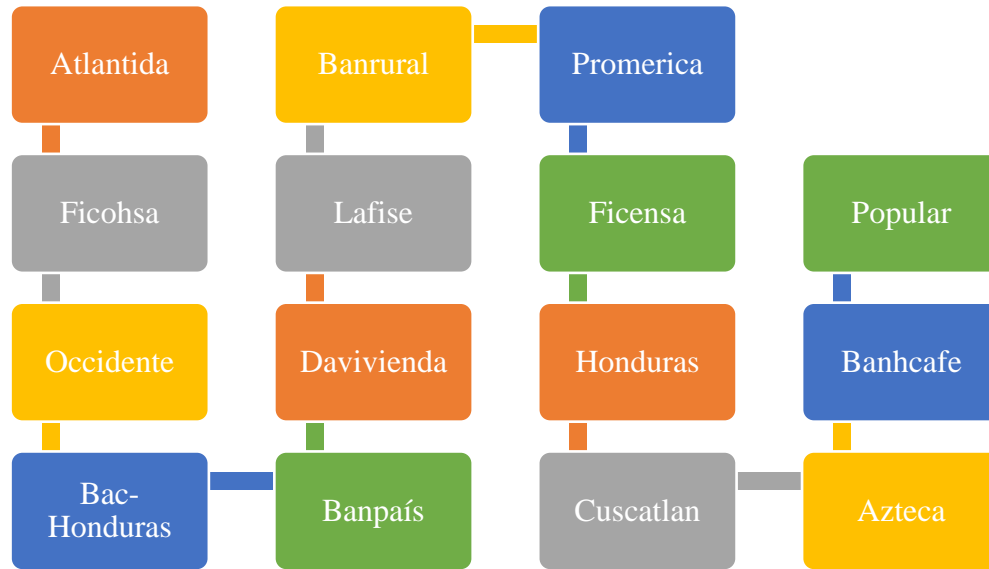 Atlantida
Ficohsa
Occidente
Bac-
Honduras
Banpaís
Davivienda
Lafise
Banrural
Promerica
Ficensa
Honduras
Cuscatlan
Azteca
Banhcafe
Popular